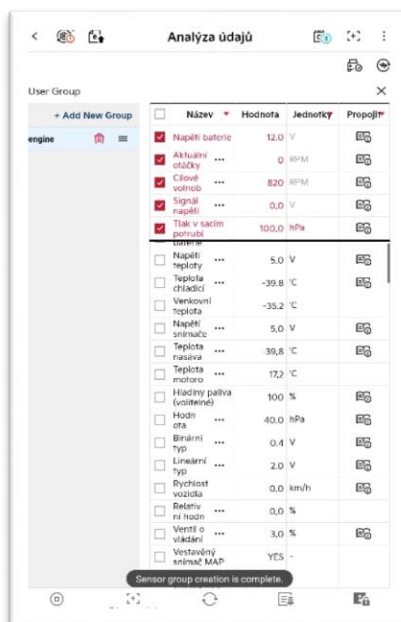 Analýza údajů
User Group
+ Add New Group
engine
Název Hodnota Jednotky Propojit
Napětí baterie 12.0 V
Aktuální otáčky ... 0 RPM
Cílové volnob ... 820 RPM
Signál napětí ... 0,0 V
Tlak v sacím potrubí 100,0 hPa
baterie
Napětí teploty ... 5.0 V
Teplota chladicí ... -39.8 °C
Venkovní teplota -35.2 °C
Napětí snímače ... 5,0 V
Teplota nasáva ... -39,8 °C
Teplota motoro ... 17,2 °C
Hladiny paliva (volitelné) 100 %
Hodn ota ... 40.0 hPa
Binární typ ... 0.4 V
Lineární typ ... 2.0 V
Rychlost vozidla 0,0 km/h
Relativ ní hodn ... 0,0 %
Ventil o vládání ... 3,0 %
Vestavěný snímač MAP YES -
Sensor group creation is complete.